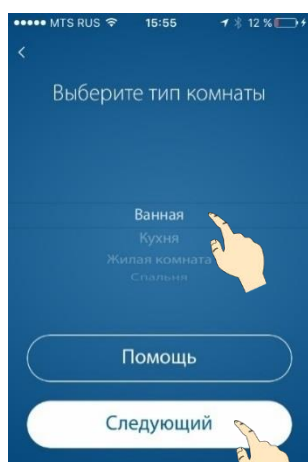 ●●●●● MTS RUS 15:55 12 %
<
Выберите тип комнаты
Ванная
Кухня
Жилая комната
Спальня
Помощь
Следующий